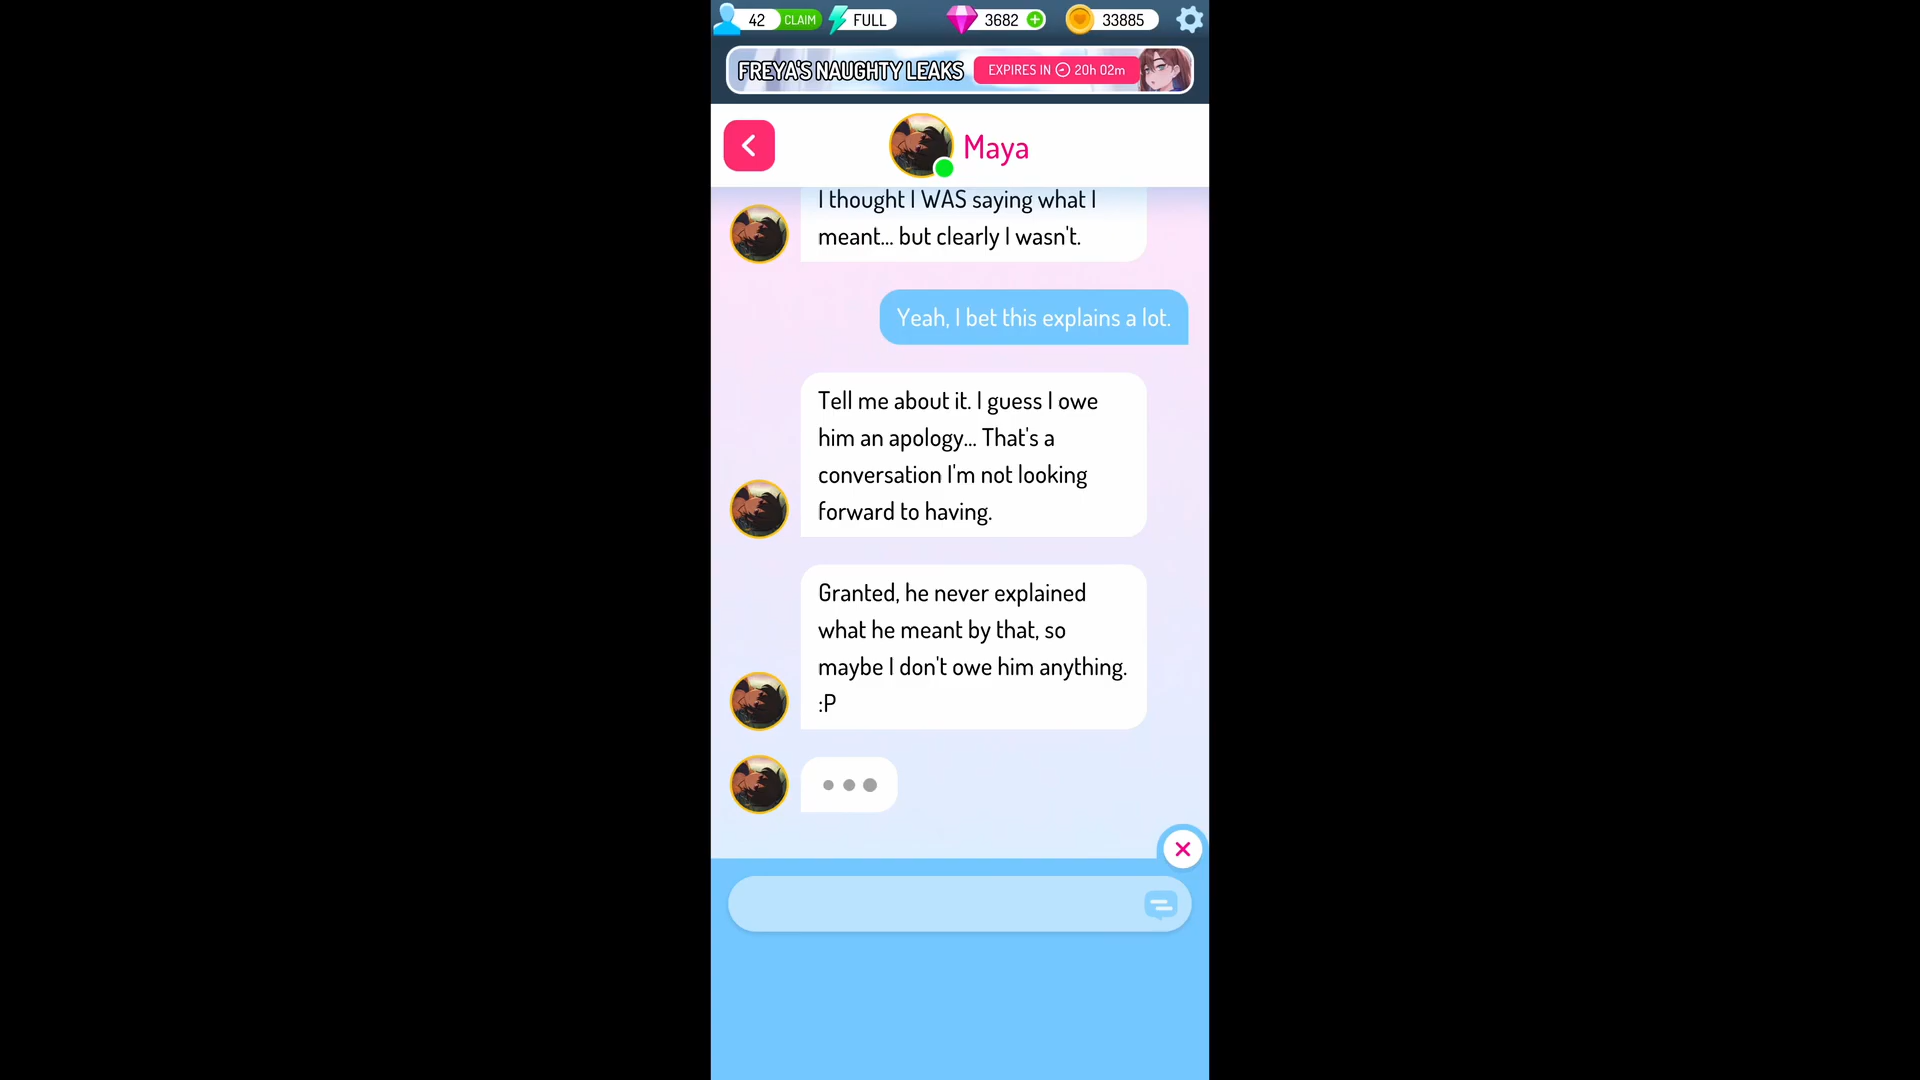 42 CLAIM FULL 3682 33885
FREYA'S NAUGHTY LEAKS EXPIRES IN 20h 02m
Maya
I thought I WAS saying what I
meant... but clearly I wasn't.
Yeah, I bet this explains a lot.
Tell me about it. I guess I owe
him an apology... That's a
conversation I'm not looking
forward to having.
Granted, he never explained
what he meant by that, so
maybe I don't owe him anything.
:P